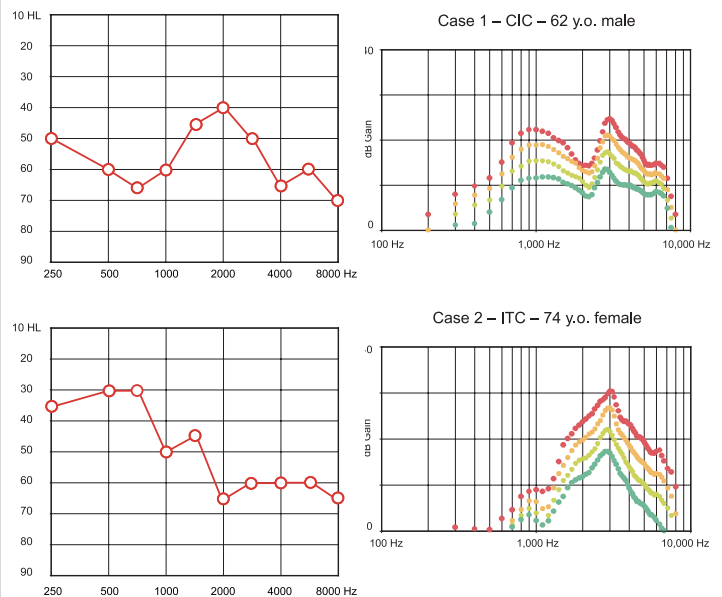 10 HL
20
30
40
50
60
70
80
90
250 500 1000 2000 4000 8000 Hz
Case 1 – CIC – 62 y.o. male
40
dB Gain
0
100 Hz 1,000 Hz 10,000 Hz
10 HL
20
30
40
50
60
70
80
90
250 500 1000 2000 4000 8000 Hz
Case 2 – ITC – 74 y.o. female
dB Gain
0
100 Hz 1,000 Hz 10,000 Hz